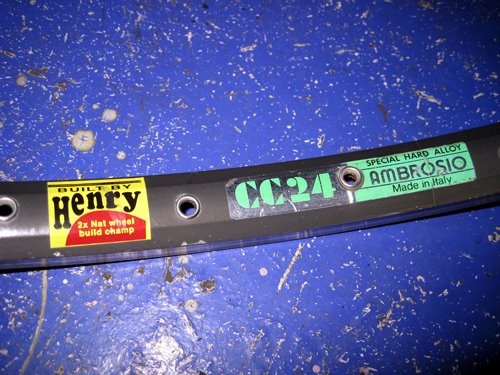 BUILT BY
Henry
2x Nat wheel
build champ
CC24
SPECIAL HARD ALLOY
AMBROSIO
Made in Italy